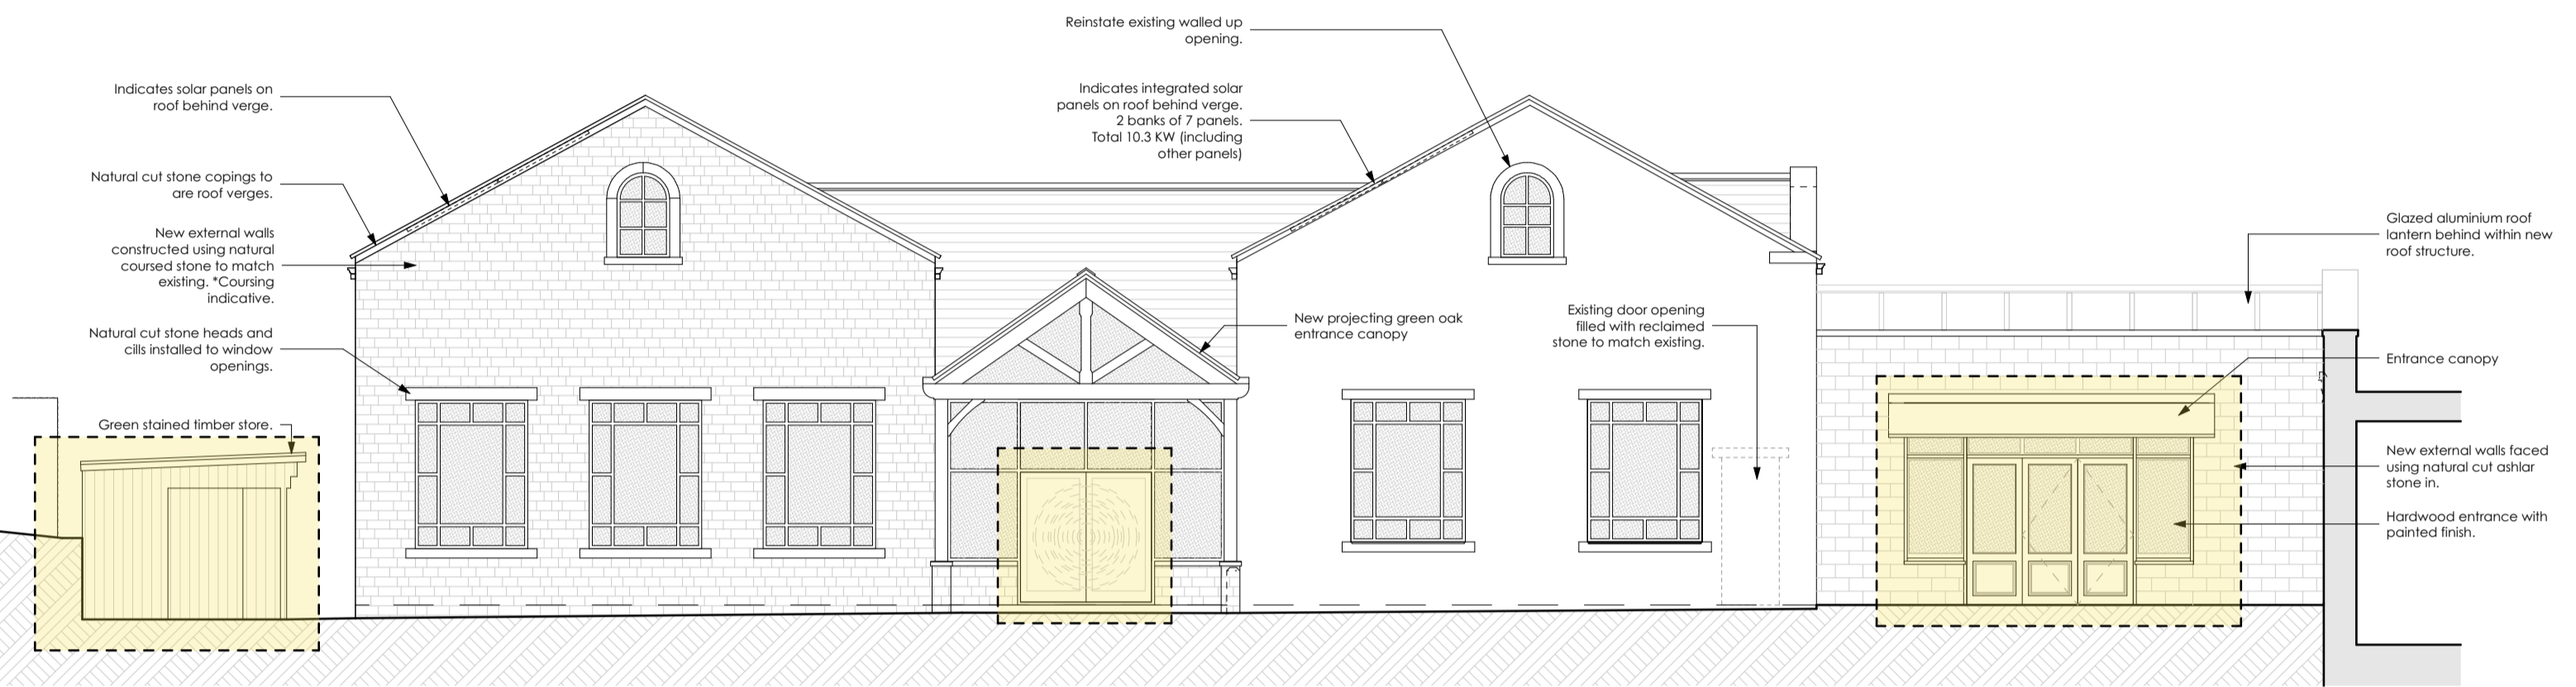 Reinstate existing walled up
opening.
Indicates solar panels on
roof behind verge.
Indicates integrated solar
panels on roof behind verge.
2 banks of 7 panels.
Total 10.3 KW (including
other panels)
Natural cut stone copings to
are roof verges.
New external walls
constructed using natural
coursed stone to match
existing. *Coursing
indicative.
Natural cut stone heads and
cills installed to window
openings.
Green stained timber store.
New projecting green oak
entrance canopy
Existing door opening
filled with reclaimed
stone to match existing.
Glazed aluminium roof
lantern behind within new
roof structure.
Entrance canopy
New external walls faced
using natural cut ashlar
stone in.
Hardwood entrance with
painted finish.